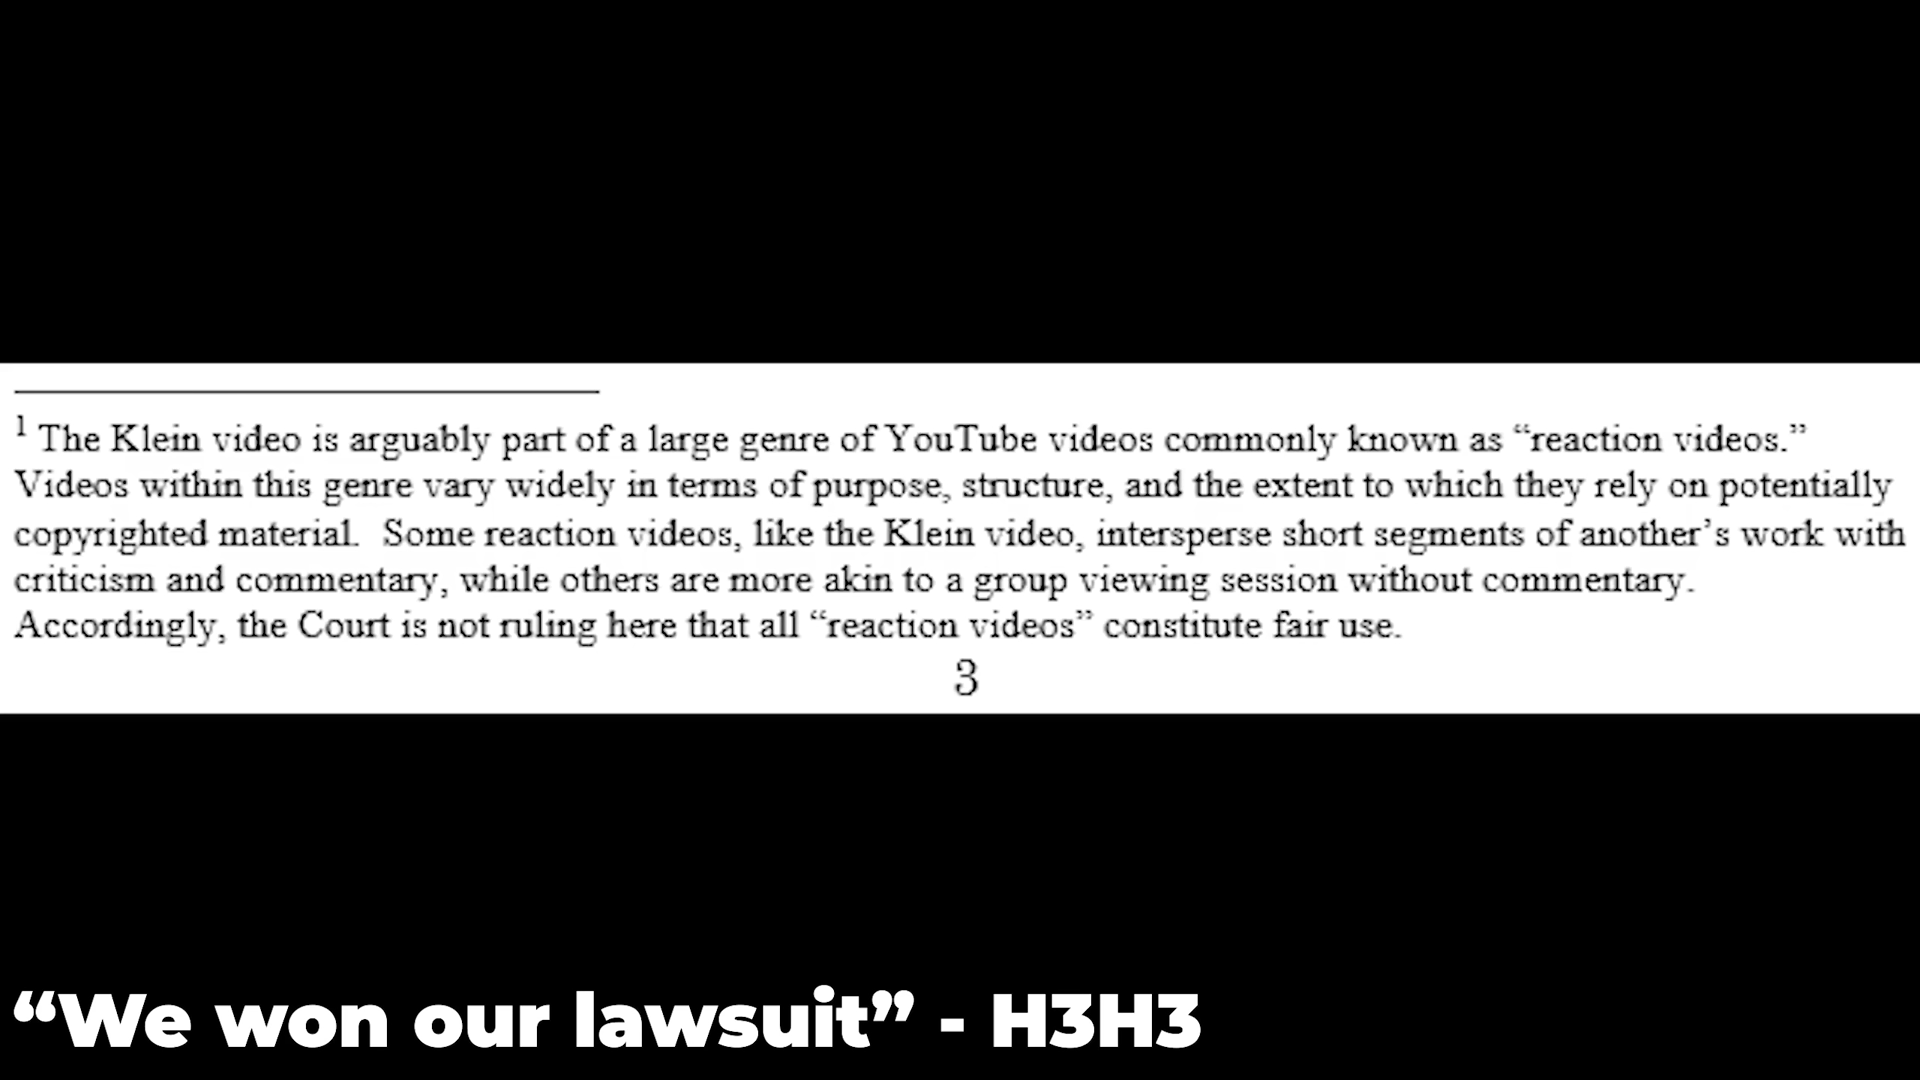 1 The Klein video is arguably part of a large genre of YouTube videos commonly known as “reaction videos.”
Videos within this genre vary widely in terms of purpose, structure, and the extent to which they rely on potentially
copyrighted material.  Some reaction videos, like the Klein video, intersperse short segments of another’s work with
criticism and commentary, while others are more akin to a group viewing session without commentary.
Accordingly, the Court is not ruling here that all “reaction videos” constitute fair use.
3
“We won our lawsuit” - H3H3